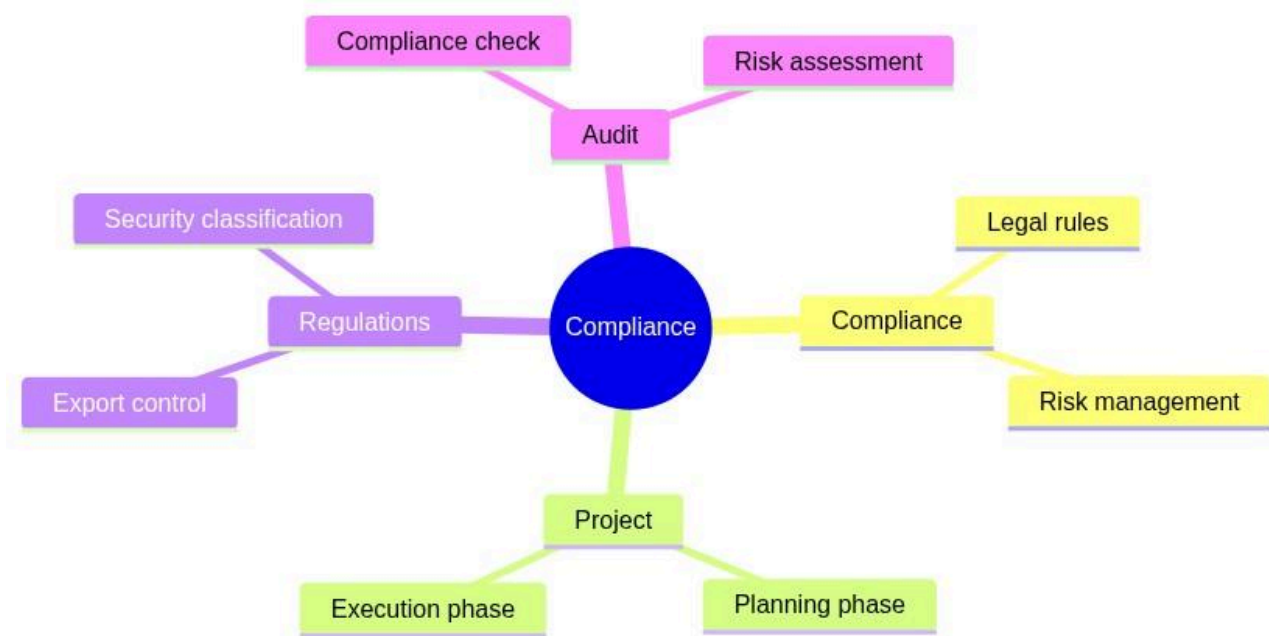 Compliance check
Risk assessment
Audit
Security classification
Legal rules
Regulations
Compliance
Compliance
Export control
Risk management
Project
Execution phase
Planning phase